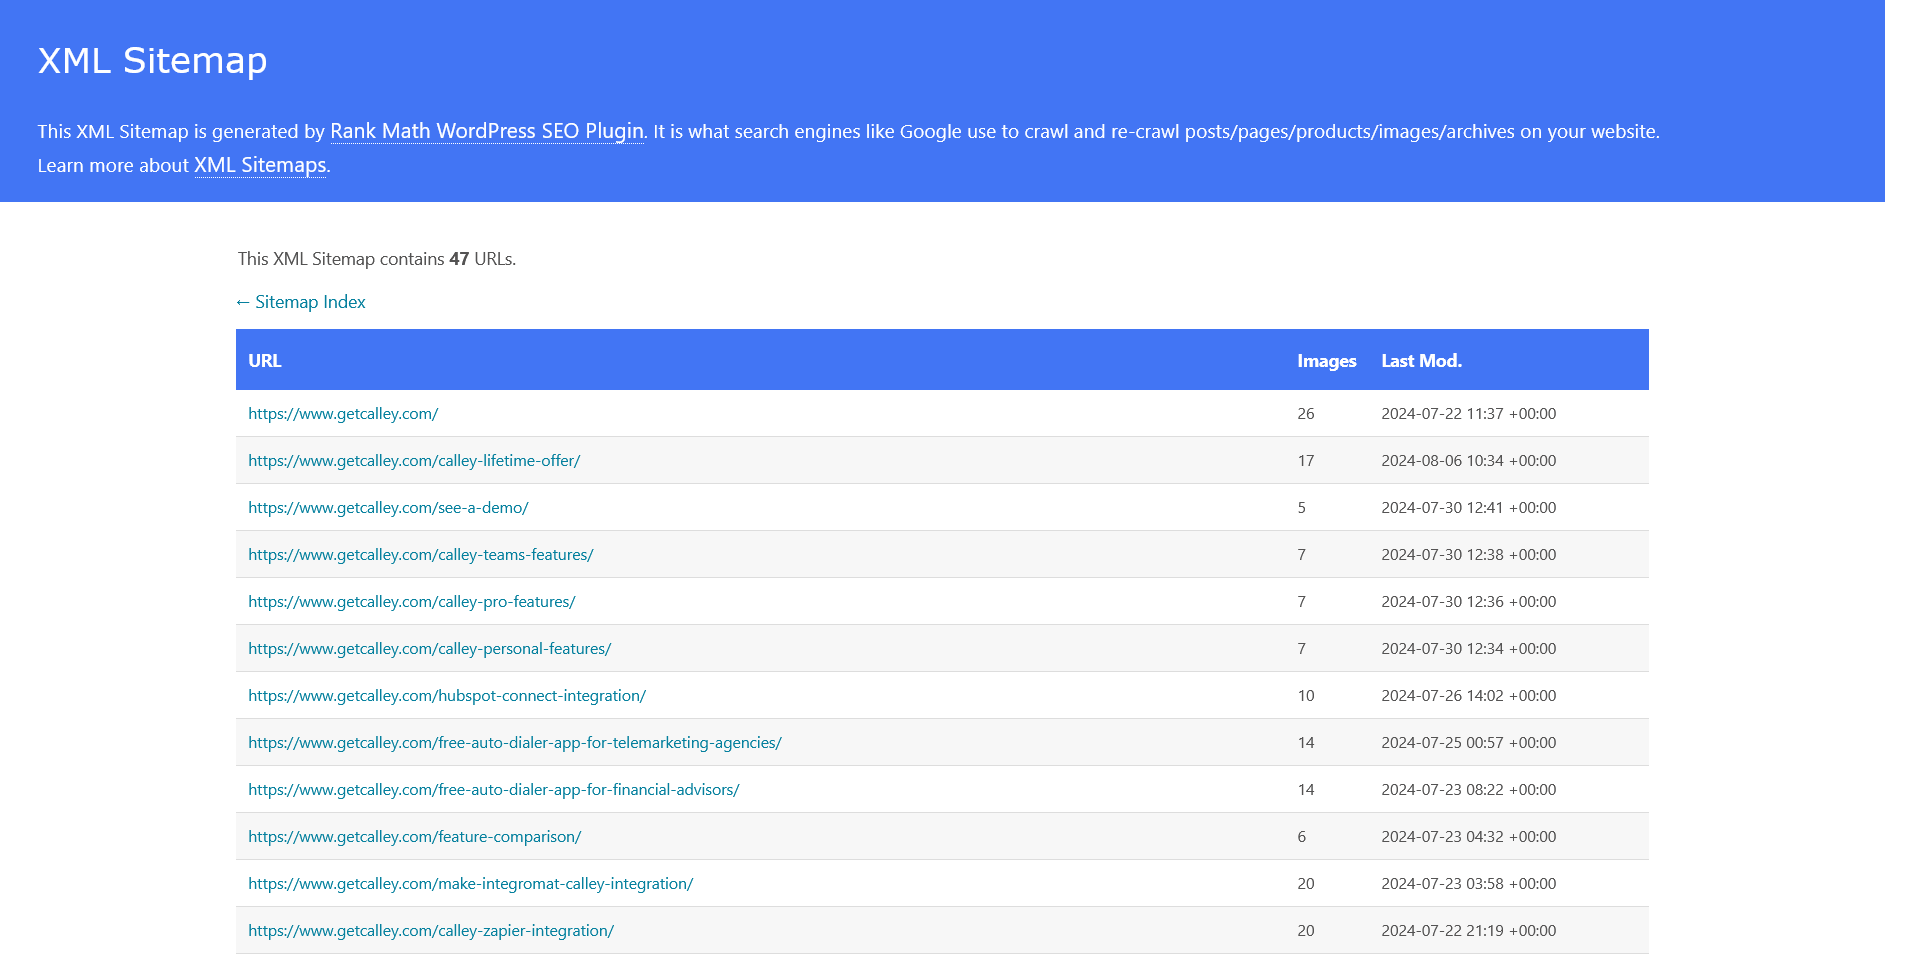 XML Sitemap
This XML Sitemap is generated by Rank Math WordPress SEO Plugin. It is what search engines like Google use to crawl and re-crawl posts/pages/products/images/archives on your website.
Learn more about XML Sitemaps.
This XML Sitemap contains 47 URLs.
← Sitemap Index
URL Images Last Mod.
https://www.getcalley.com/ 26 2024-07-22 11:37 +00:00
https://www.getcalley.com/calley-lifetime-offer/ 17 2024-08-06 10:34 +00:00
https://www.getcalley.com/see-a-demo/ 5 2024-07-30 12:41 +00:00
https://www.getcalley.com/calley-teams-features/ 7 2024-07-30 12:38 +00:00
https://www.getcalley.com/calley-pro-features/ 7 2024-07-30 12:36 +00:00
https://www.getcalley.com/calley-personal-features/ 7 2024-07-30 12:34 +00:00
https://www.getcalley.com/hubspot-connect-integration/ 10 2024-07-26 14:02 +00:00
https://www.getcalley.com/free-auto-dialer-app-for-telemarketing-agencies/ 14 2024-07-25 00:57 +00:00
https://www.getcalley.com/free-auto-dialer-app-for-financial-advisors/ 14 2024-07-23 08:22 +00:00
https://www.getcalley.com/feature-comparison/ 6 2024-07-23 04:32 +00:00
https://www.getcalley.com/make-integromat-calley-integration/ 20 2024-07-23 03:58 +00:00
https://www.getcalley.com/calley-zapier-integration/ 20 2024-07-22 21:19 +00:00